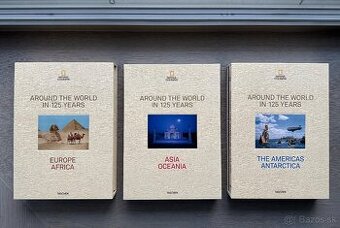 AROUND THE WORLD
IN 125 YEARS
EUROPE
AFRICA
TASCHEN
AROUND THE WORLD
IN 125 YEARS
ASIA
OCEANIA
TASCHEN
AROUND THE WORLD
IN 125 YEARS
THE AMERICAS
ANTARCTICA
TASCHEN
Bazos.sk